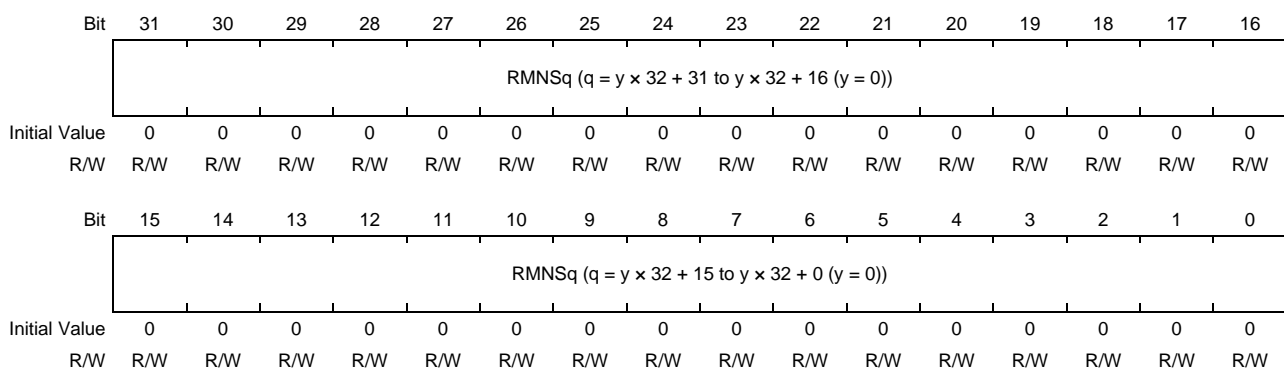 Bit 31 30 29 28 27 26 25 24 23 22 21 20 19 18 17 16
RMNSq (q = y × 32 + 31 to y × 32 + 16 (y = 0))
Initial Value 0 0 0 0 0 0 0 0 0 0 0 0 0 0 0 0
R/W R/W R/W R/W R/W R/W R/W R/W R/W R/W R/W R/W R/W R/W R/W R/W R/W
Bit 15 14 13 12 11 10 9 8 7 6 5 4 3 2 1 0
RMNSq (q = y × 32 + 15 to y × 32 + 0 (y = 0))
Initial Value 0 0 0 0 0 0 0 0 0 0 0 0 0 0 0 0
R/W R/W R/W R/W R/W R/W R/W R/W R/W R/W R/W R/W R/W R/W R/W R/W R/W